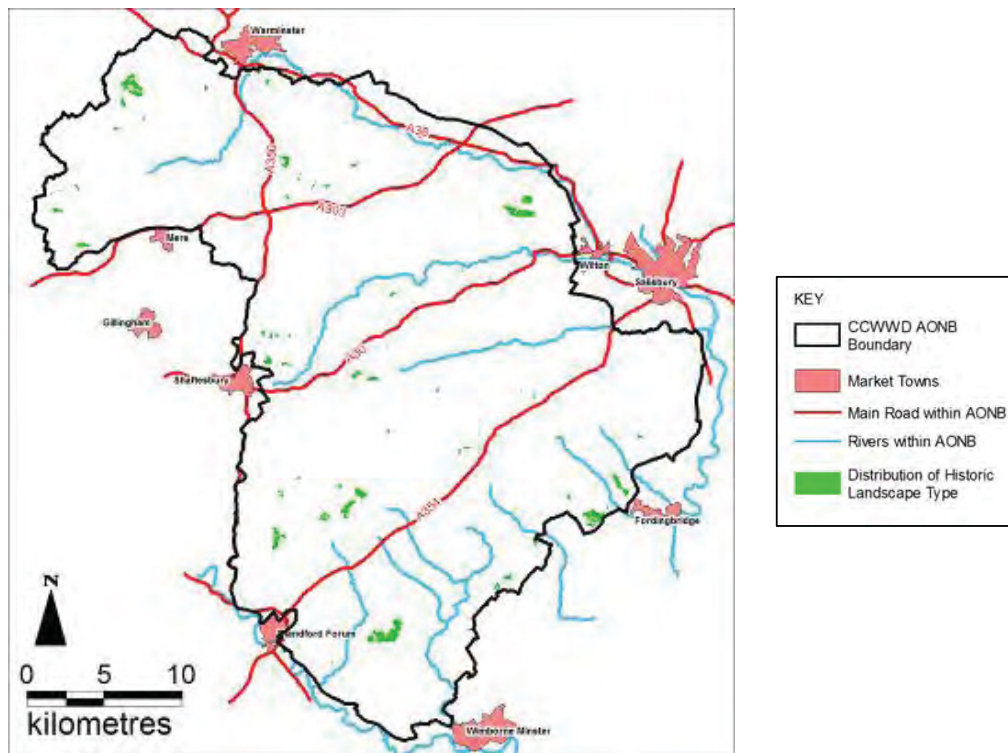 Warminster
A36
A350
A303
Mere
Wilton
Salisbury
Gillingham
A30
Shaftesbury
A354
Fordingbridge
N
Blandford Forum
0 5 10
kilometres
Wimborne Minster
KEY
CCWWD AONB
Boundary
Market Towns
Main Road within AONB
Rivers within AONB
Distribution of Historic
Landscape Type